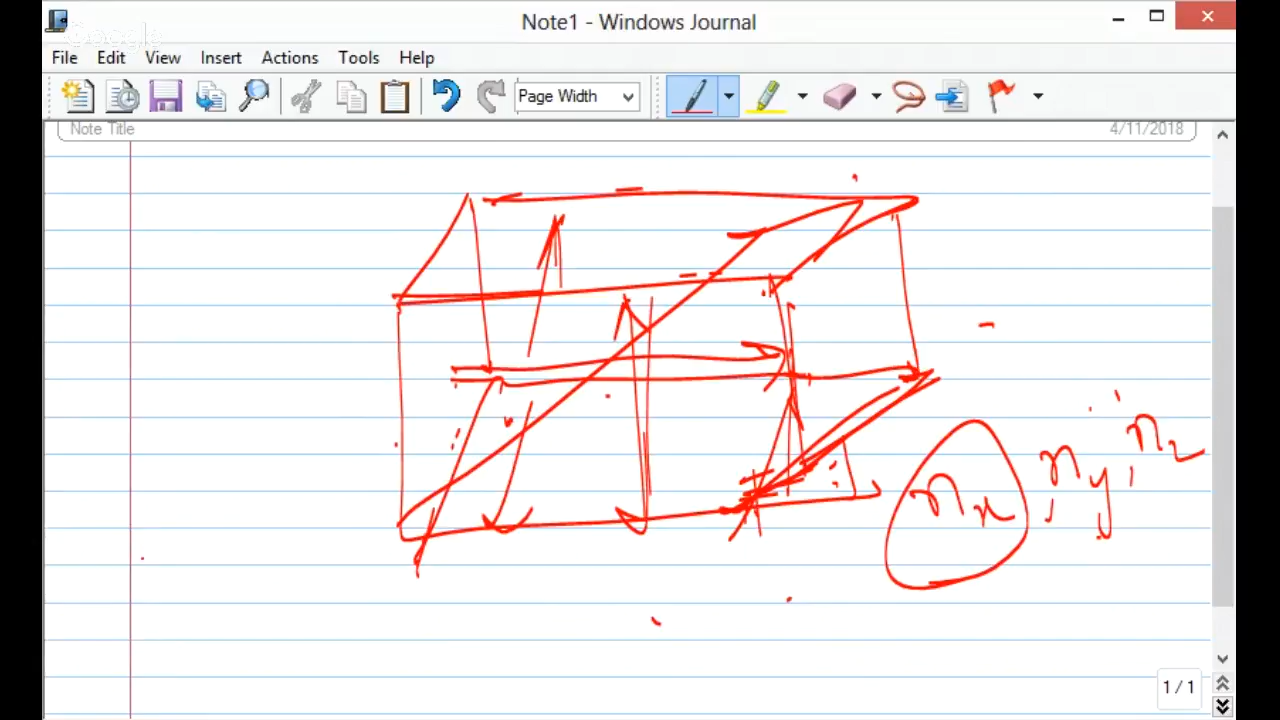 Note1 - Windows Journal
Google
File Edit View Insert Actions Tools Help
Page Width
Note Title 4/11/2018
nx, ny, nz
1 / 1